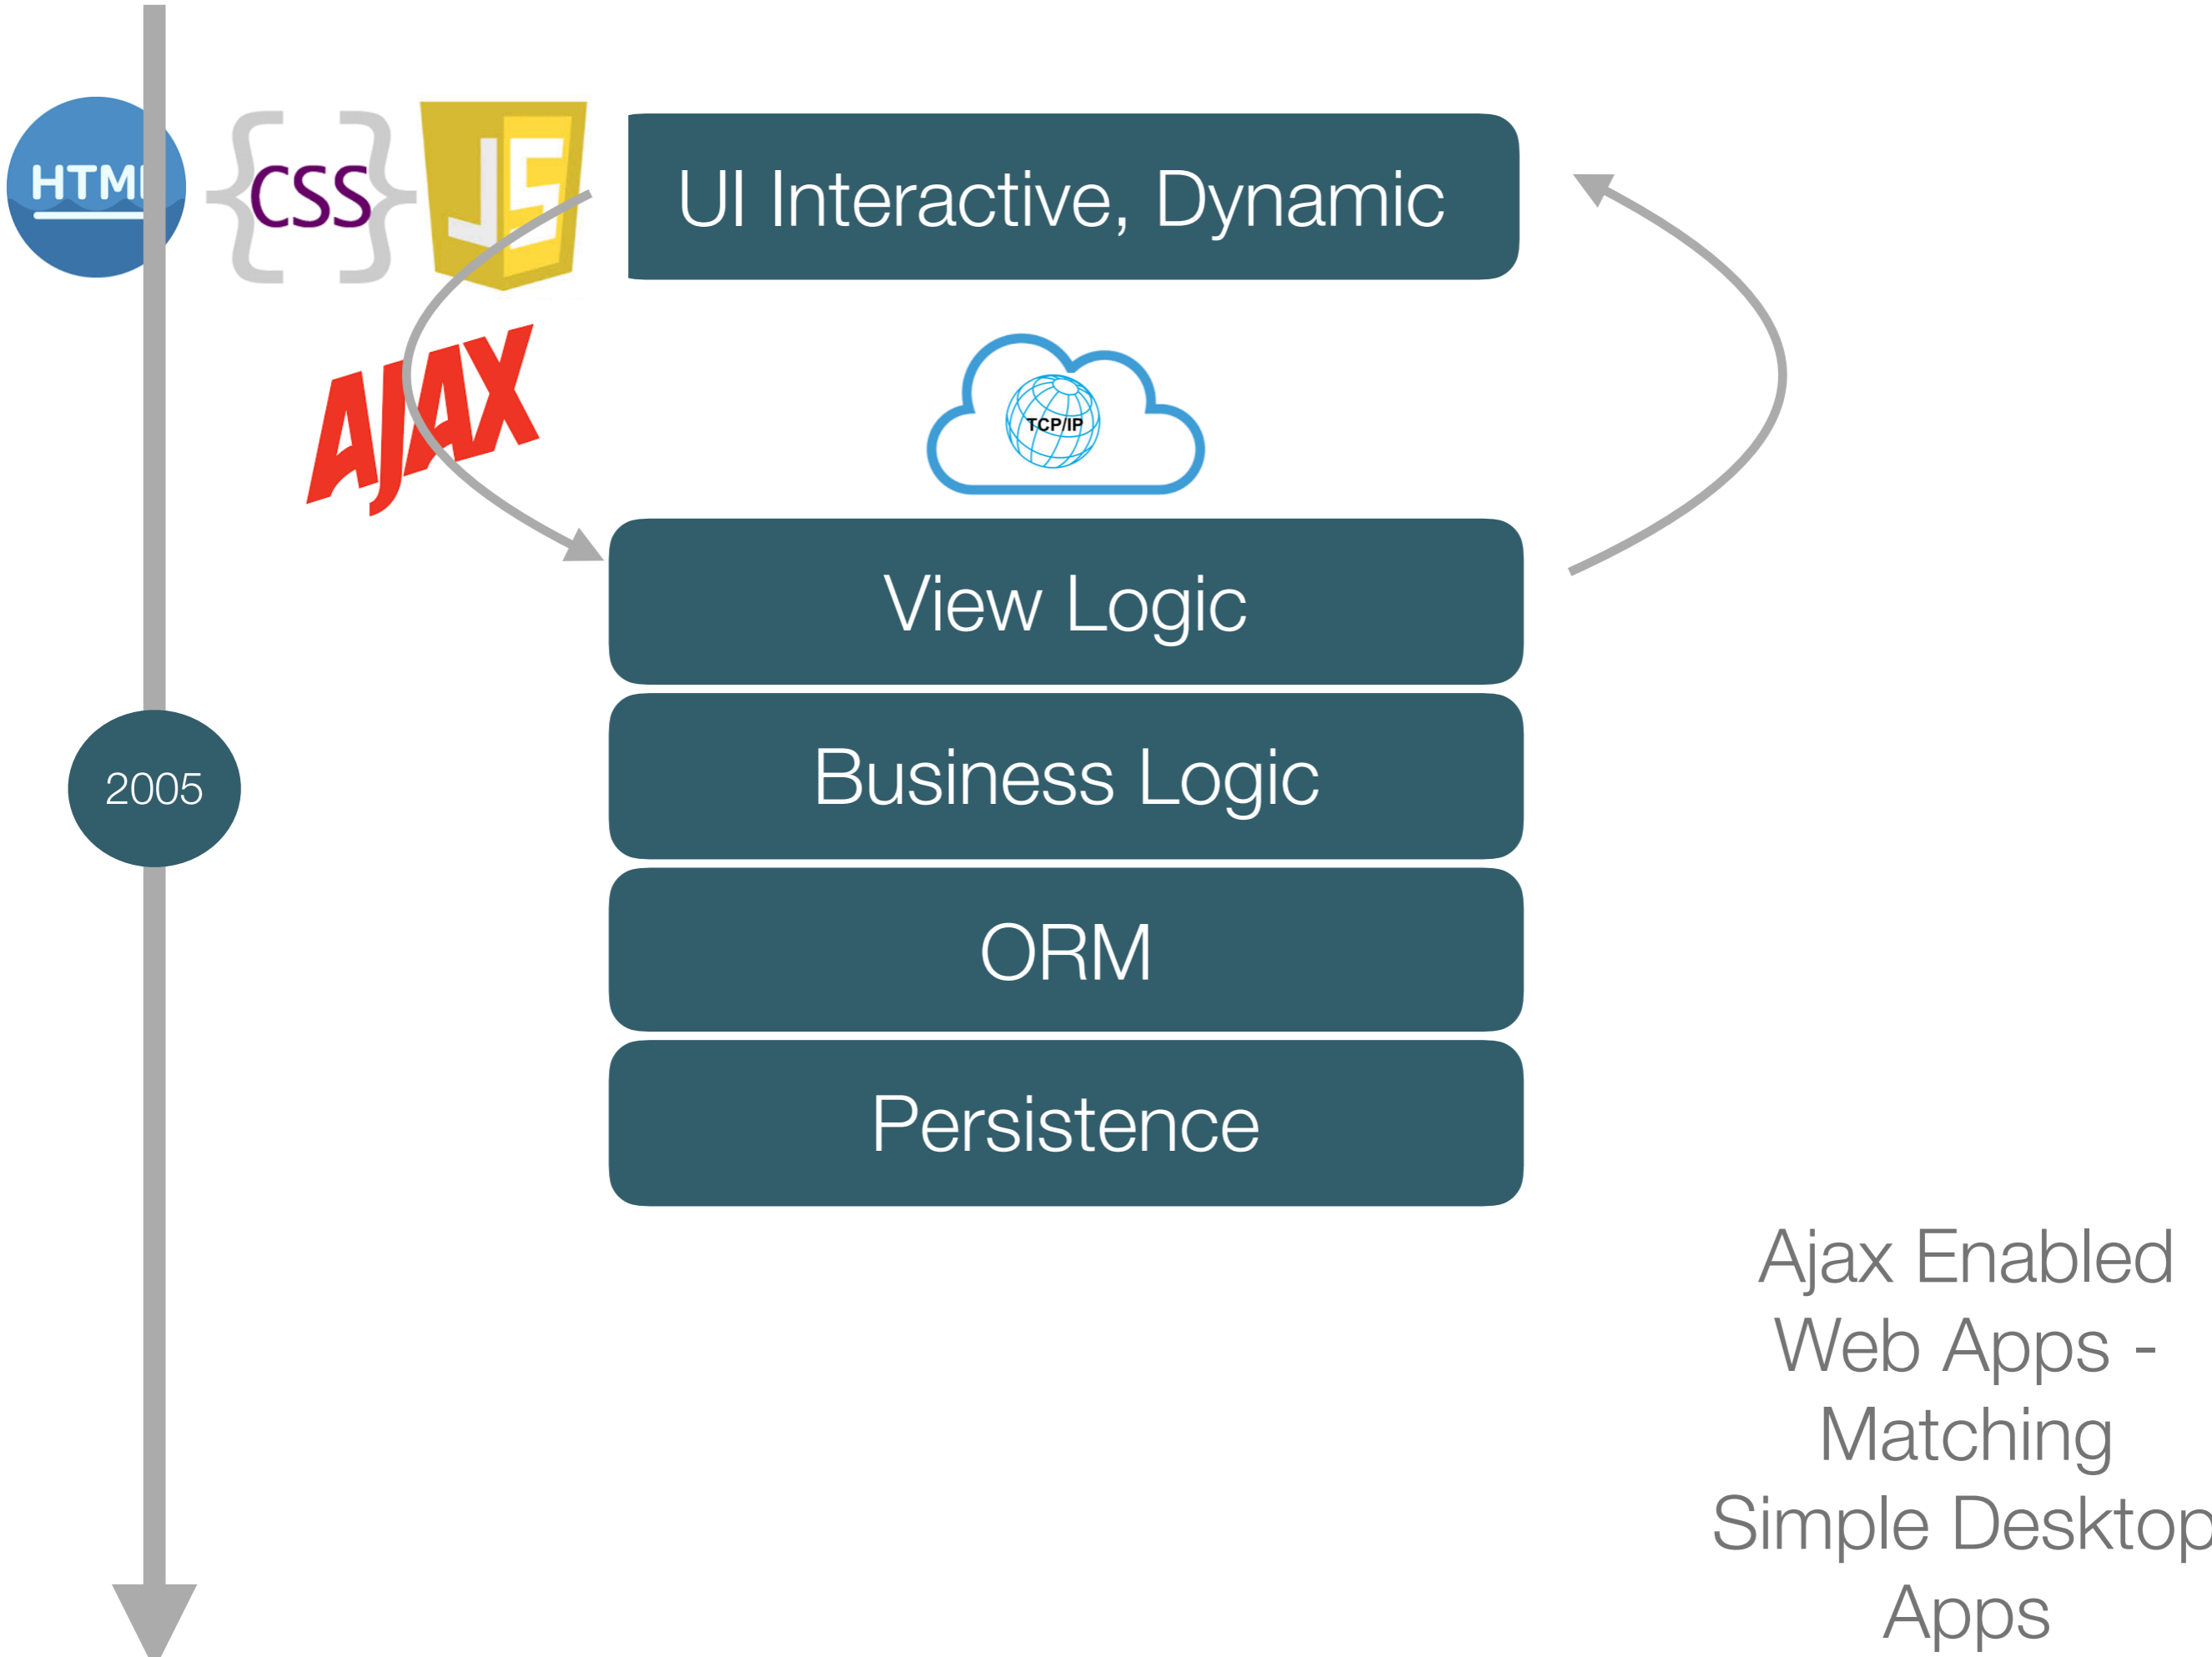 HTML
{CSS}
JS
UI Interactive, Dynamic
AJAX
TCP/IP
View Logic
2005
Business Logic
ORM
Persistence
Ajax Enabled
Web Apps -
Matching
Simple Desktop
Apps